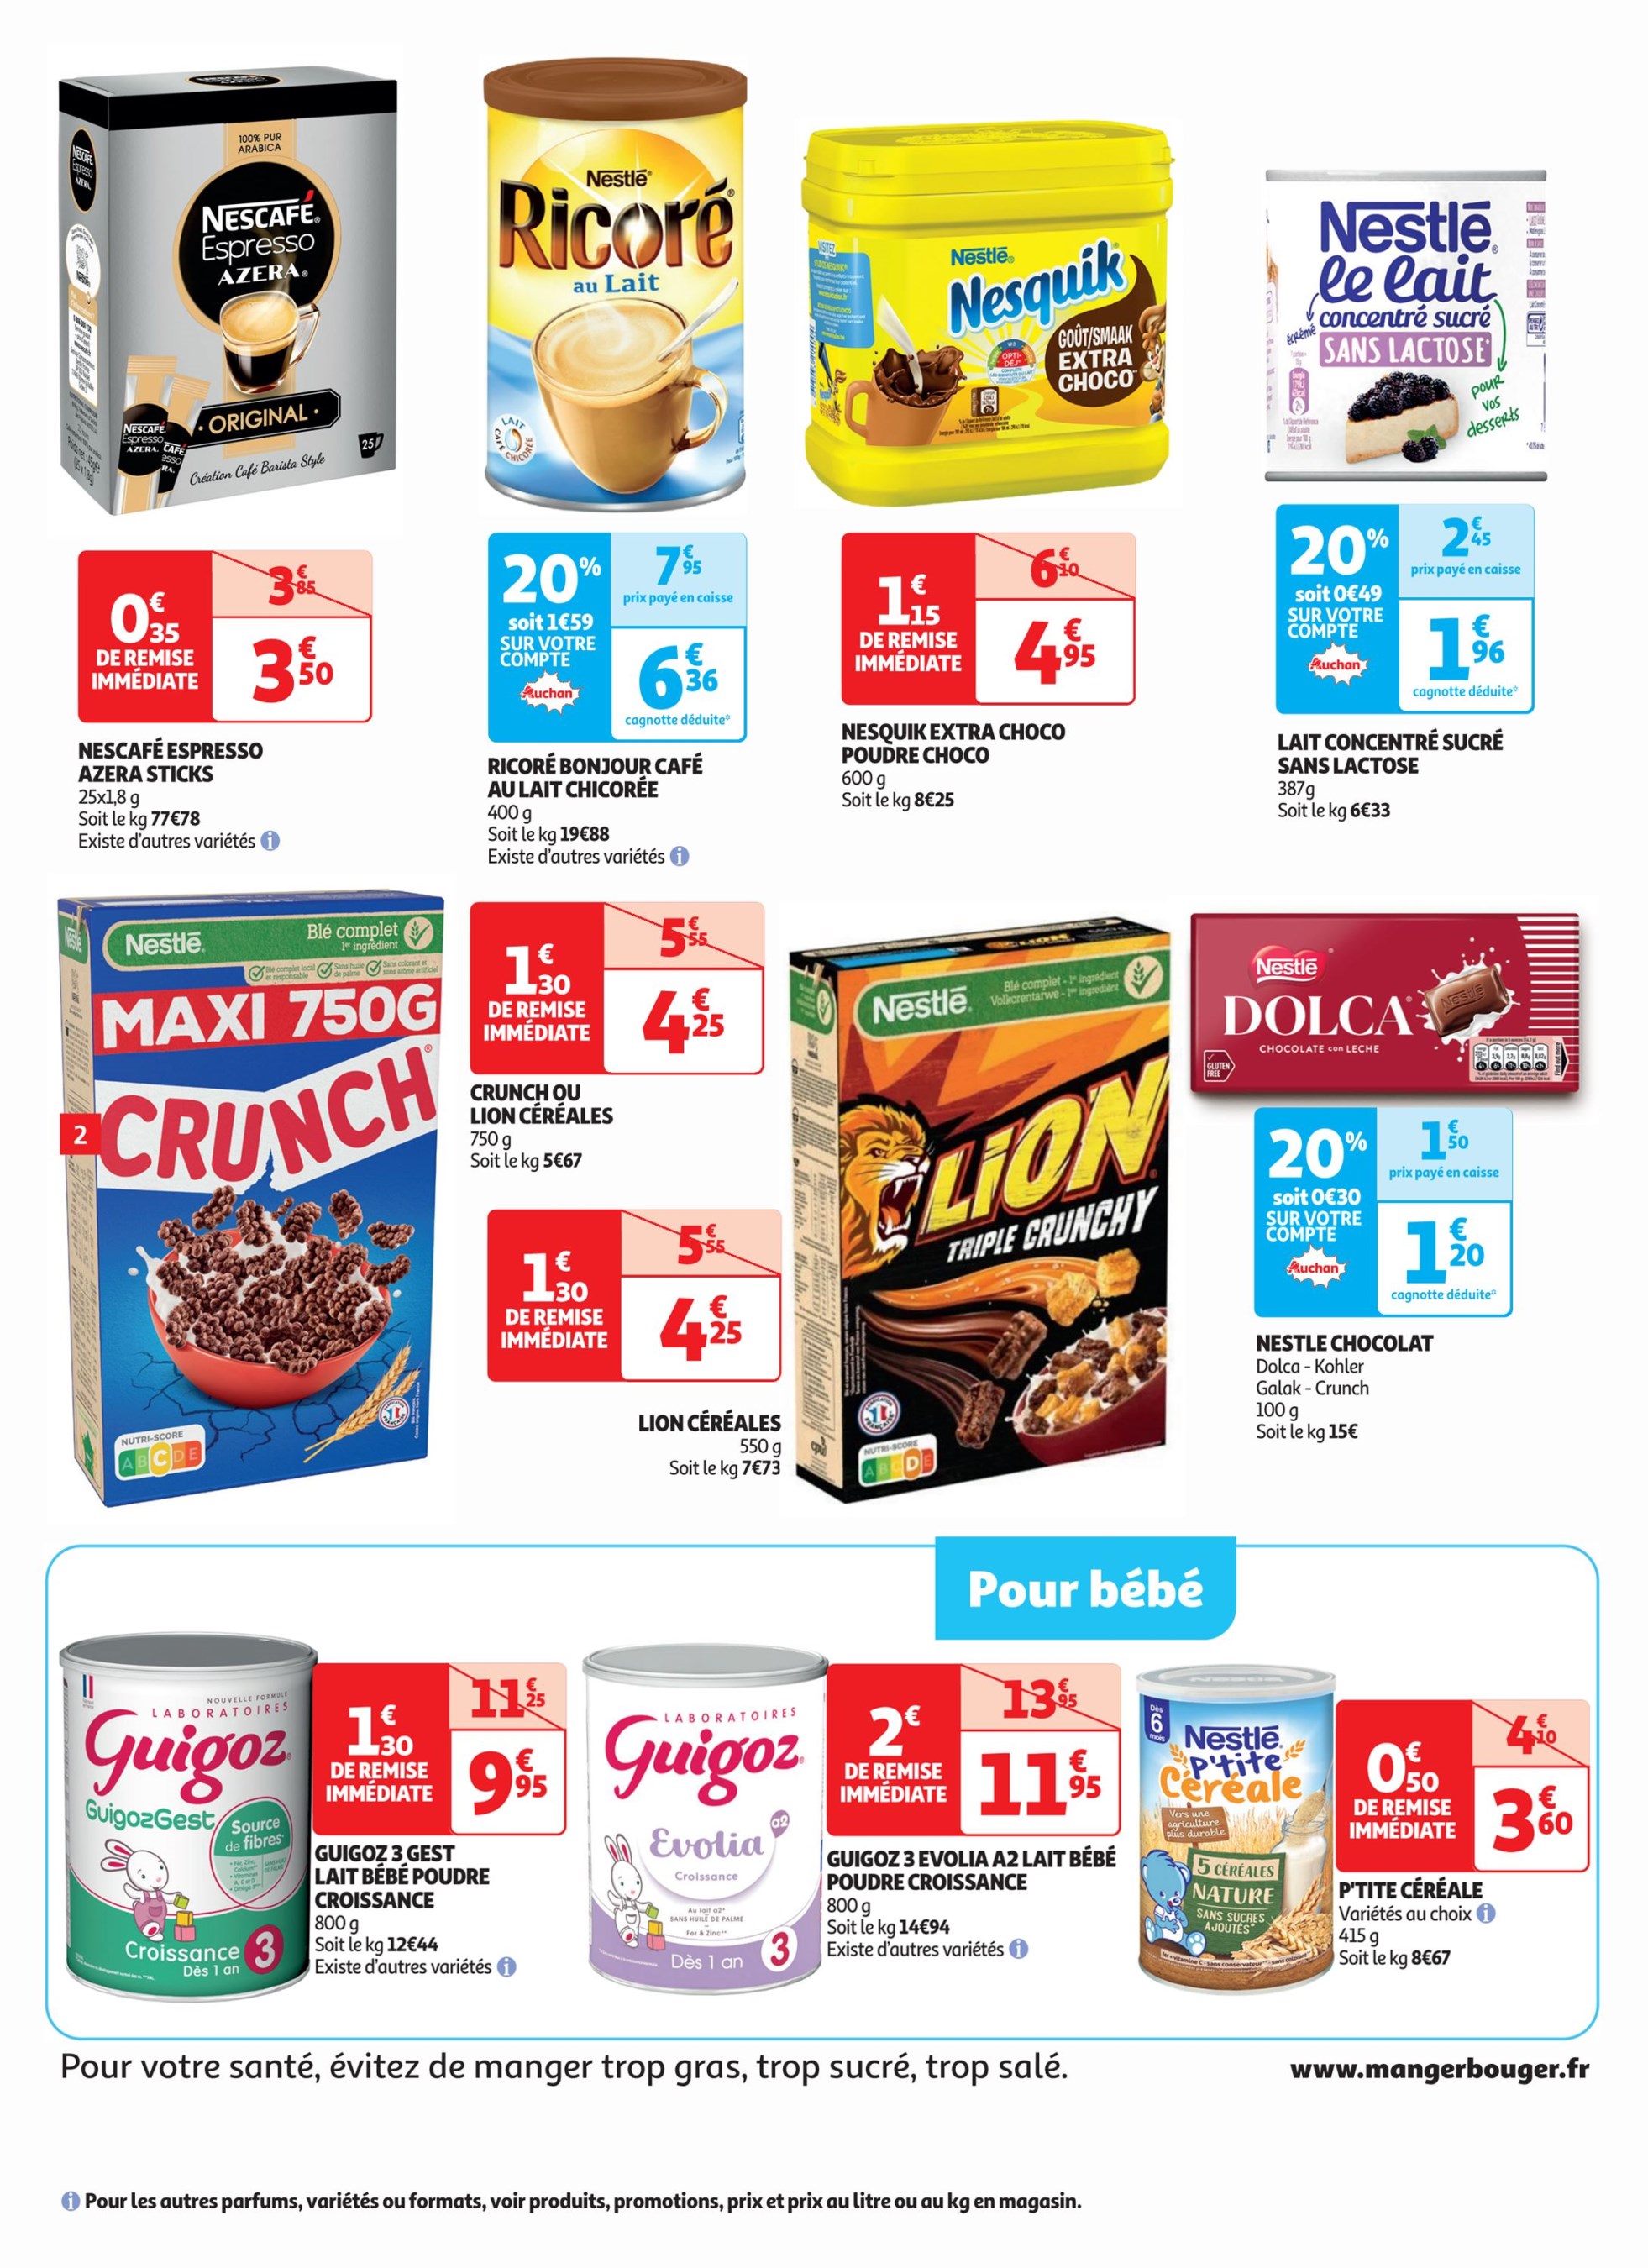 100% PUR
ARABICA
NESCAFÉ
Espresso
AZERA
ORIGINAL
25
Création Café Barista Style
NESCAFÉ
Espresso
AZERA
CAFÉ
Nestlé
Ricoré
au Lait
LAIT
CAFÉ
CHICORÉE
Nestlé
Nesquik
GOÛT/SMAAK
EXTRA
CHOCO
OPTI-
Nestlé
le lait
concentré sucré
écrémé
SANS LACTOSE*
pour
vos
desserts
3€85
0€35
DE REMISE
IMMÉDIATE
3€50
NESCAFÉ ESPRESSO
AZERA STICKS
25x1,8 g
Soit le kg 77€78
Existe d'autres variétés
20%
soit 1€59
SUR VOTRE
COMPTE
Auchan
7€95
prix payé en caisse
6€36
cagnotte déduite°
RICORÉ BONJOUR CAFÉ
AU LAIT CHICORÉE
400 g
Soit le kg 19€88
Existe d'autres variétés
6€10
1€15
DE REMISE
IMMÉDIATE
4€95
NESQUIK EXTRA CHOCO
POUDRE CHOCO
600 g
Soit le kg 8€25
20%
soit 0€49
SUR VOTRE
COMPTE
Auchan
2€45
prix payé en caisse
1€96
cagnotte déduite°
LAIT CONCENTRÉ SUCRÉ
SANS LACTOSE
387g
Soit le kg 6€33
Nestlé
Blé complet
1er ingrédient
MAXI 750G
CRUNCH
NUTRI-SCORE
A B C D E
2
5€55
1€30
DE REMISE
IMMÉDIATE
4€25
CRUNCH OU
LION CÉRÉALES
750 g
Soit le kg 5€67
5€55
1€30
DE REMISE
IMMÉDIATE
4€25
LION CÉRÉALES
550 g
Soit le kg 7€73
Nestlé
Blé complet - 1er ingrédient
Volkorentarwe - 1ste ingrediënt
LION
TRIPLE CRUNCHY
NUTRI-SCORE
A B C D E
Nestlé
DOLCA
CHOCOLATE con LECHE
GLUTEN
FREE
20%
soit 0€30
SUR VOTRE
COMPTE
Auchan
1€50
prix payé en caisse
1€20
cagnotte déduite°
NESTLE CHOCOLAT
Dolca - Kohler
Galak - Crunch
100 g
Soit le kg 15€
Pour bébé
NOUVELLE FORMULE
LABORATOIRES
Guigoz
GuigozGest
Source
de fibres
Croissance 3
Dès 1 an
11€25
1€30
DE REMISE
IMMÉDIATE
9€95
GUIGOZ 3 GEST
LAIT BÉBÉ POUDRE
CROISSANCE
800 g
Soit le kg 12€44
Existe d'autres variétés
LABORATOIRES
Guigoz
Evolia a2
Croissance
Au lait a2*
SANS HUILE DE PALME
Fer & Zinc**
Dès 1 an 3
13€95
2€
DE REMISE
IMMÉDIATE
11€95
GUIGOZ 3 EVOLIA A2 LAIT BÉBÉ
POUDRE CROISSANCE
800 g
Soit le kg 14€94
Existe d'autres variétés
Dès
6
mois
Nestlé
P'tite
Céréale
Vers une
agriculture
plus durable
5 CÉRÉALES
NATURE
SANS SUCRES
AJOUTÉS*
4€10
0€50
DE REMISE
IMMÉDIATE
3€60
P'TITE CÉRÉALE
Variétés au choix
415 g
Soit le kg 8€67
Pour votre santé, évitez de manger trop gras, trop sucré, trop salé.
www.mangerbouger.fr
Pour les autres parfums, variétés ou formats, voir produits, promotions, prix et prix au litre ou au kg en magasin.